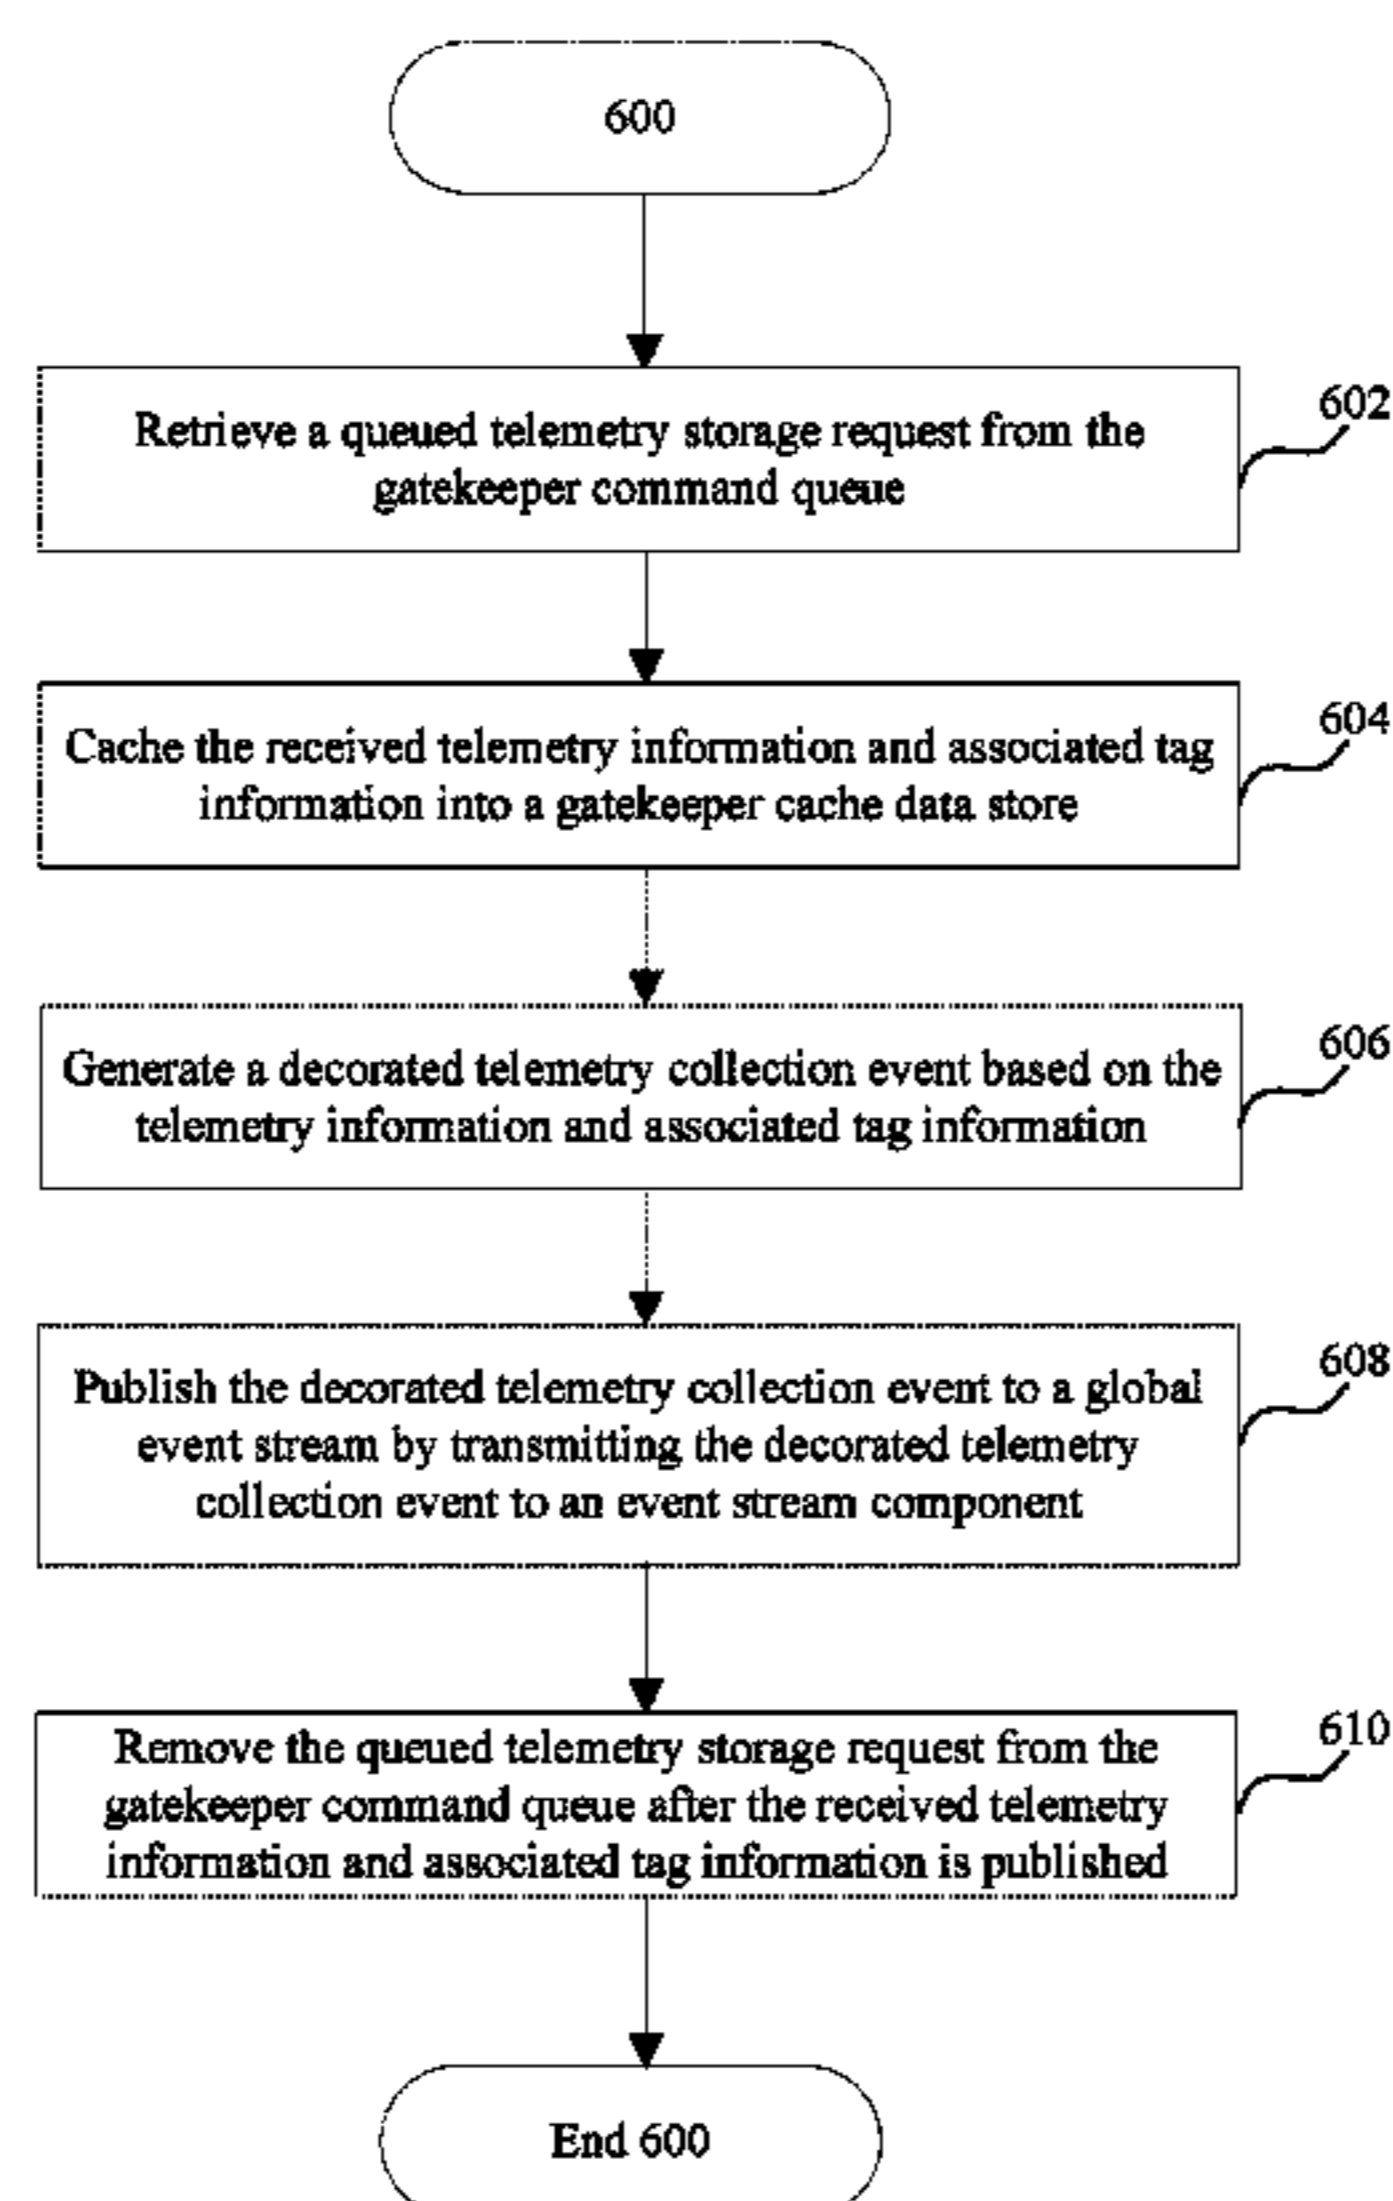 600
602
Retrieve a queued telemetry storage request from the
gatekeeper command queue
604
Cache the received telemetry information and associated tag
information into a gatekeeper cache data store
606
Generate a decorated telemetry collection event based on the
telemetry information and associated tag information
608
Publish the decorated telemetry collection event to a global
event stream by transmitting the decorated telemetry
collection event to an event stream component
610
Remove the queued telemetry storage request from the
gatekeeper command queue after the received telemetry
information and associated tag information is published
End 600